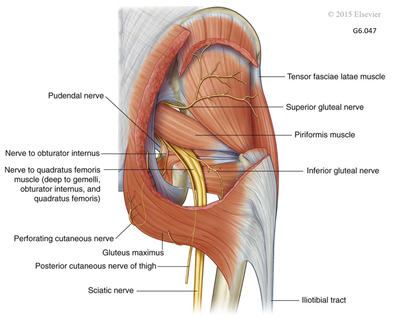 © 2015 Elsevier
G6.047
Tensor fasciae latae muscle
Pudendal nerve
Superior gluteal nerve
Piriformis muscle
Nerve to obturator internus
Nerve to quadratus femoris
muscle (deep to gemelli,
obturator internus, and
quadratus femoris)
Inferior gluteal nerve
Perforating cutaneous nerve
Gluteus maximus
Posterior cutaneous nerve of thigh
Sciatic nerve
Iliotibial tract